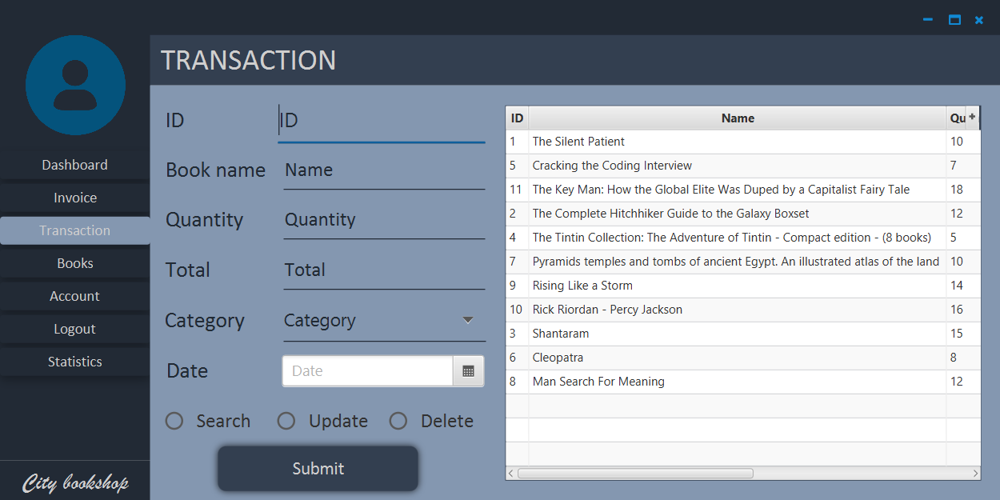 TRANSACTION
Dashboard
Invoice
Transaction
Books
Account
Logout
Statistics
City bookshop
ID ID
Book name Name
Quantity Quantity
Total Total
Category Category
Date Date
Search Update Delete
Submit
ID Name Qu +
1 The Silent Patient 10
5 Cracking the Coding Interview 7
11 The Key Man: How the Global Elite Was Duped by a Capitalist Fairy Tale 18
2 The Complete Hitchhiker Guide to the Galaxy Boxset 12
4 The Tintin Collection: The Adventure of Tintin - Compact edition - (8 books) 5
7 Pyramids temples and tombs of ancient Egypt. An illustrated atlas of the land 10
9 Rising Like a Storm 14
10 Rick Riordan - Percy Jackson 16
3 Shantaram 15
6 Cleopatra 8
8 Man Search For Meaning 12